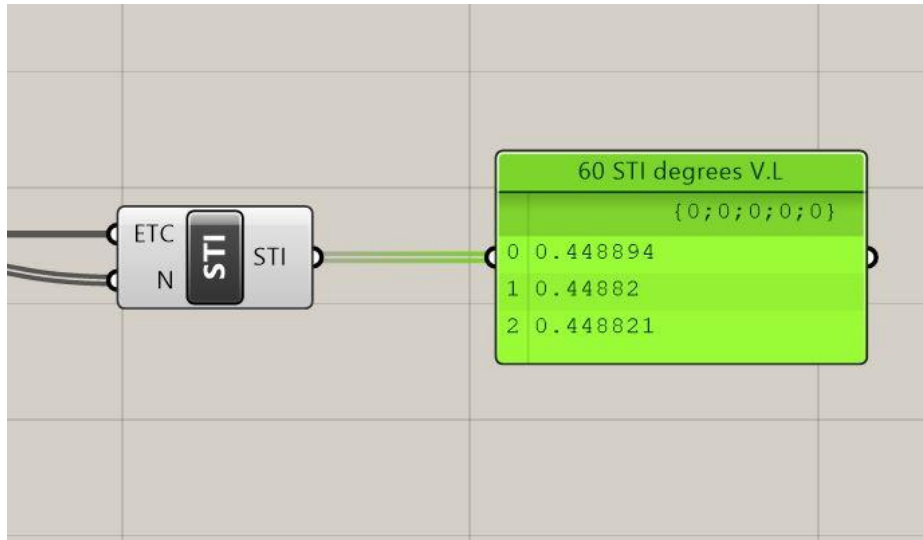 ETC
N
STI
STI
60 STI degrees V.L
{0;0;0;0;0}
0 0.448894
1 0.44882
2 0.448821